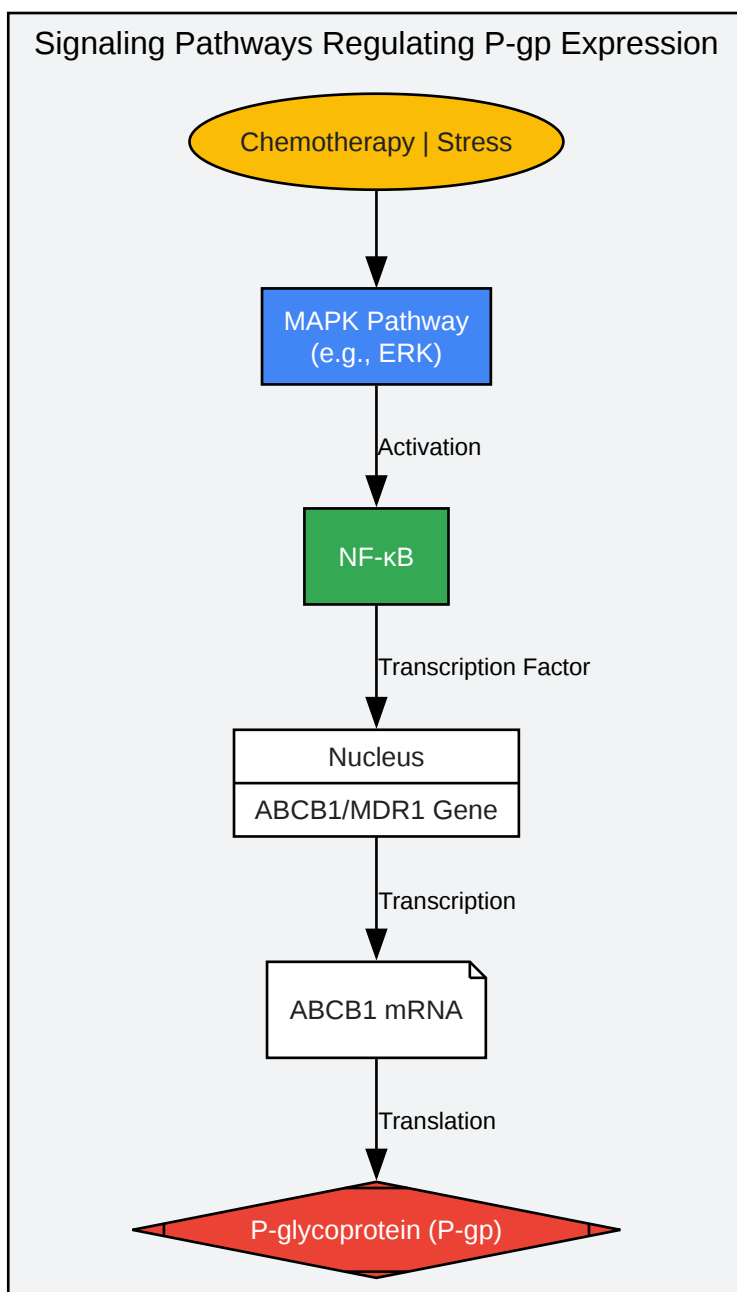 Signaling Pathways Regulating P-gp Expression
Chemotherapy | Stress
MAPK Pathway
(e.g., ERK)
Activation
NF-κB
Transcription Factor
Nucleus
ABCB1/MDR1 Gene
Transcription
ABCB1 mRNA
Translation
P-glycoprotein (P-gp)